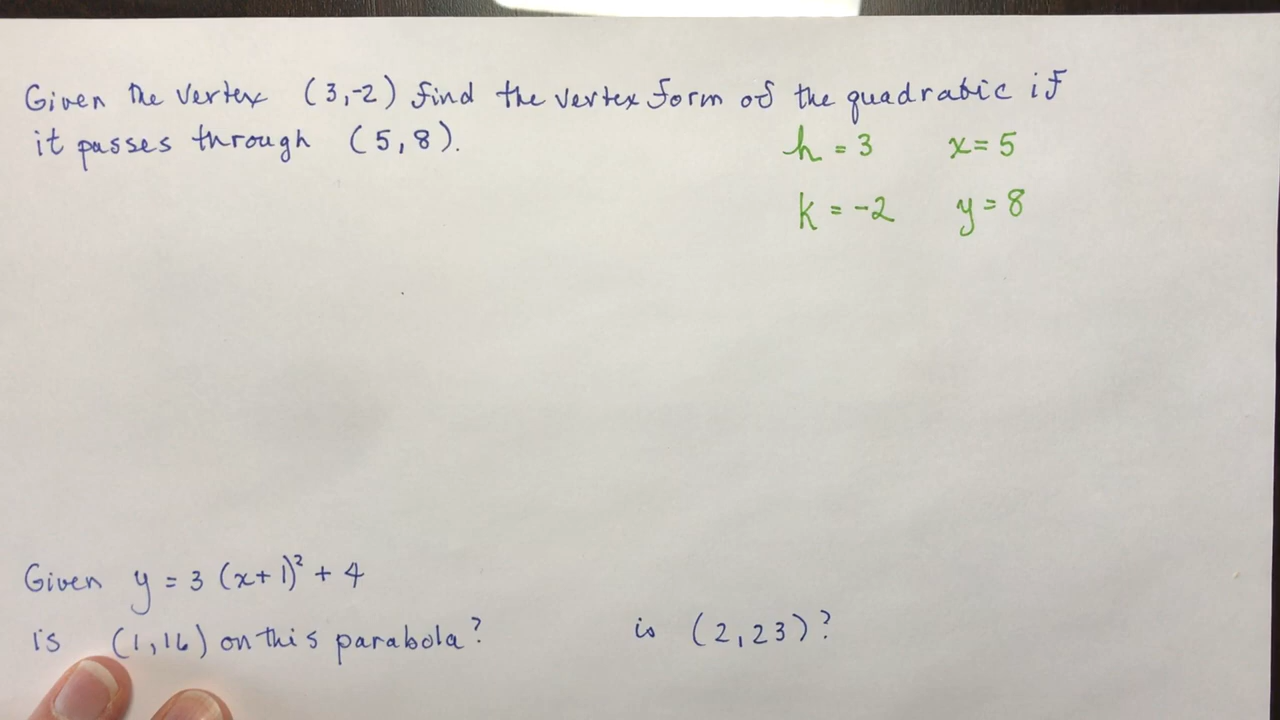 Given the vertex (3,-2) find the vertex form of the quadratic if
it passes through (5,8).
h = 3 x = 5
k = -2 y = 8
Given y = 3 (x+1)² + 4
is (1,16) on this parabola? is (2,23)?